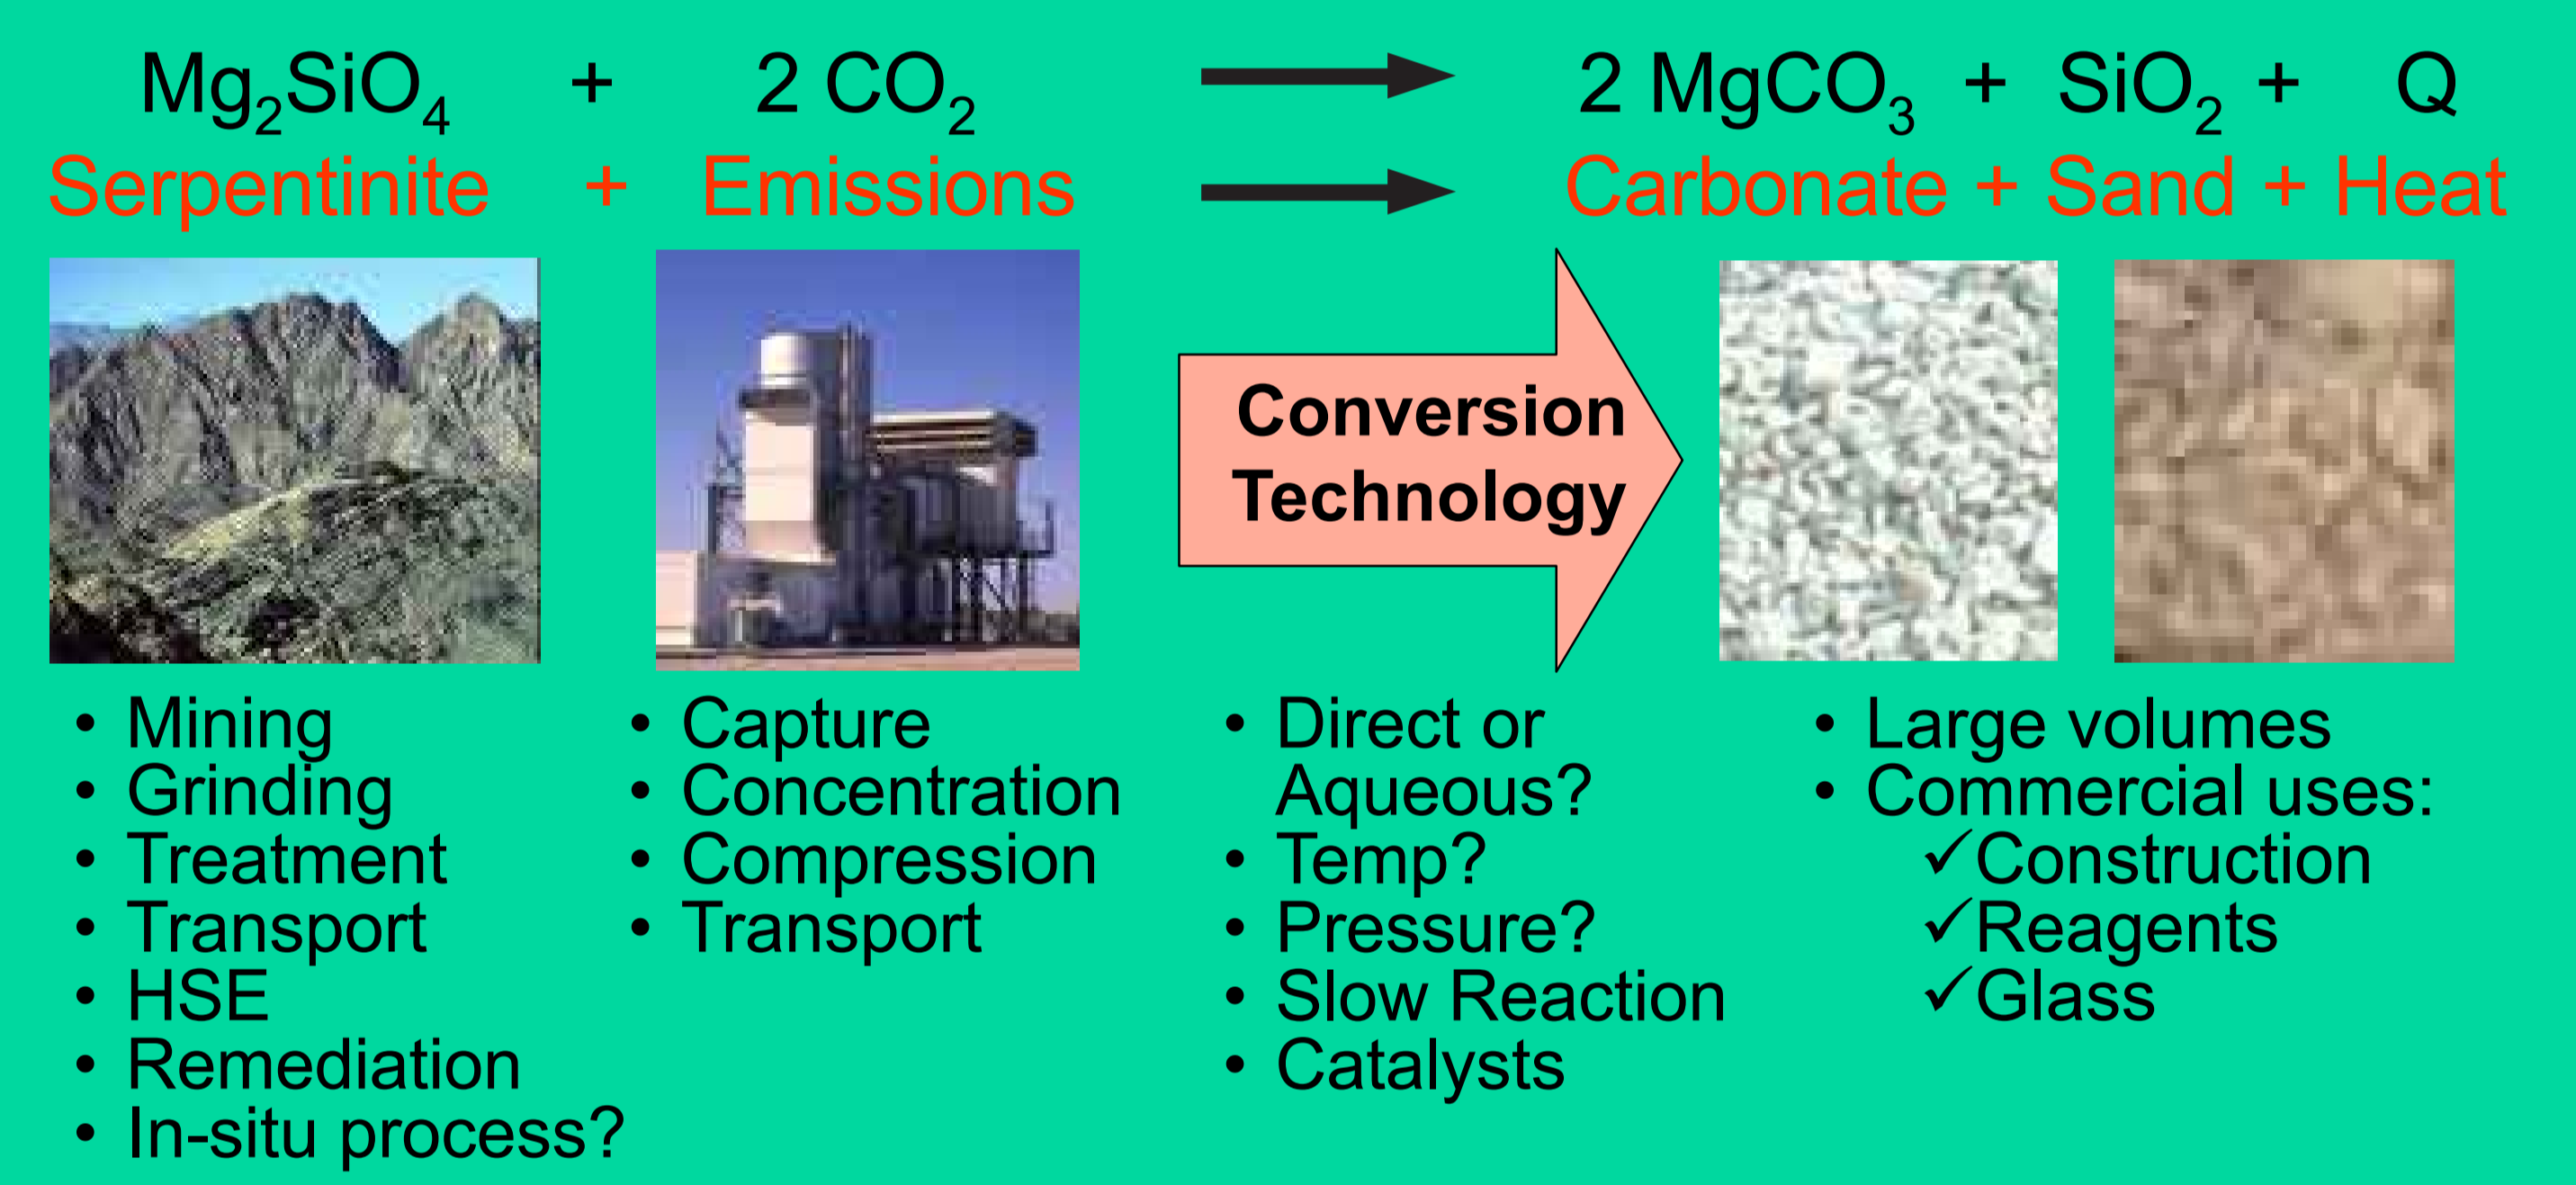 Mg₂SiO₄ + 2 CO₂ 2 MgCO₃ + SiO₂ + Q
Serpentinite + Emissions Carbonate + Sand + Heat
Conversion
Technology
• Mining
• Grinding
• Treatment
• Transport
• HSE
• Remediation
• In-situ process?
• Capture
• Concentration
• Compression
• Transport
• Direct or
Aqueous?
• Temp?
• Pressure?
• Slow Reaction
• Catalysts
• Large volumes
• Commercial uses:
✓Construction
✓Reagents
✓Glass